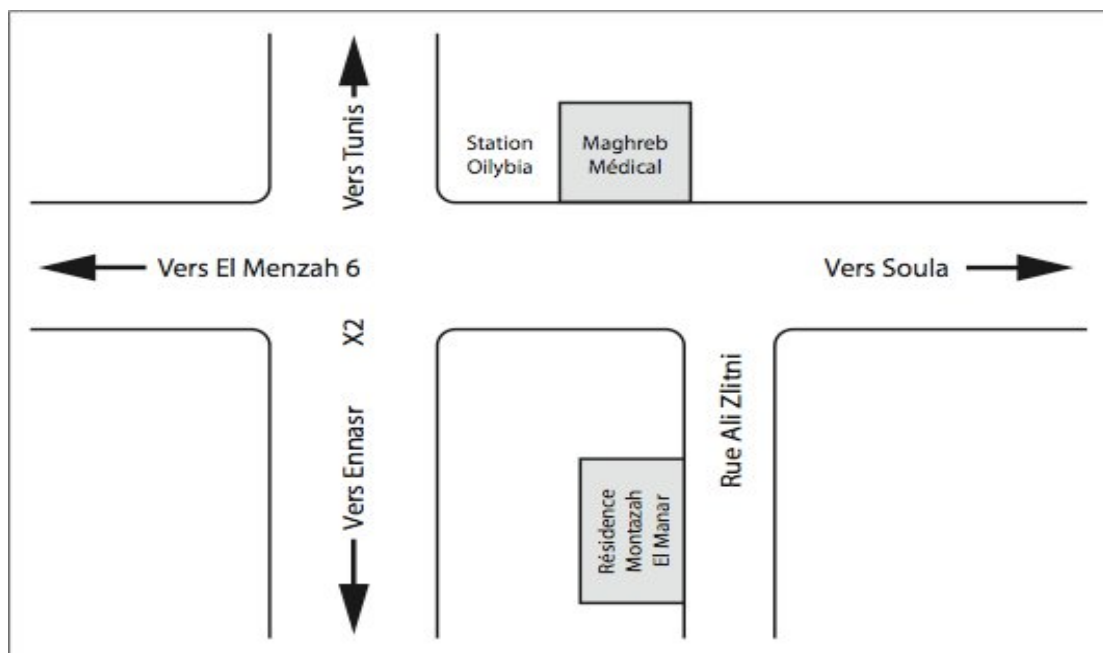 Vers Tunis
Station
Oilybia
Maghreb
Médical
Vers El Menzah 6
Vers Soula
X2
Vers Ennasr
Rue Ali Zlitni
Résidence
Montazah
El Manar